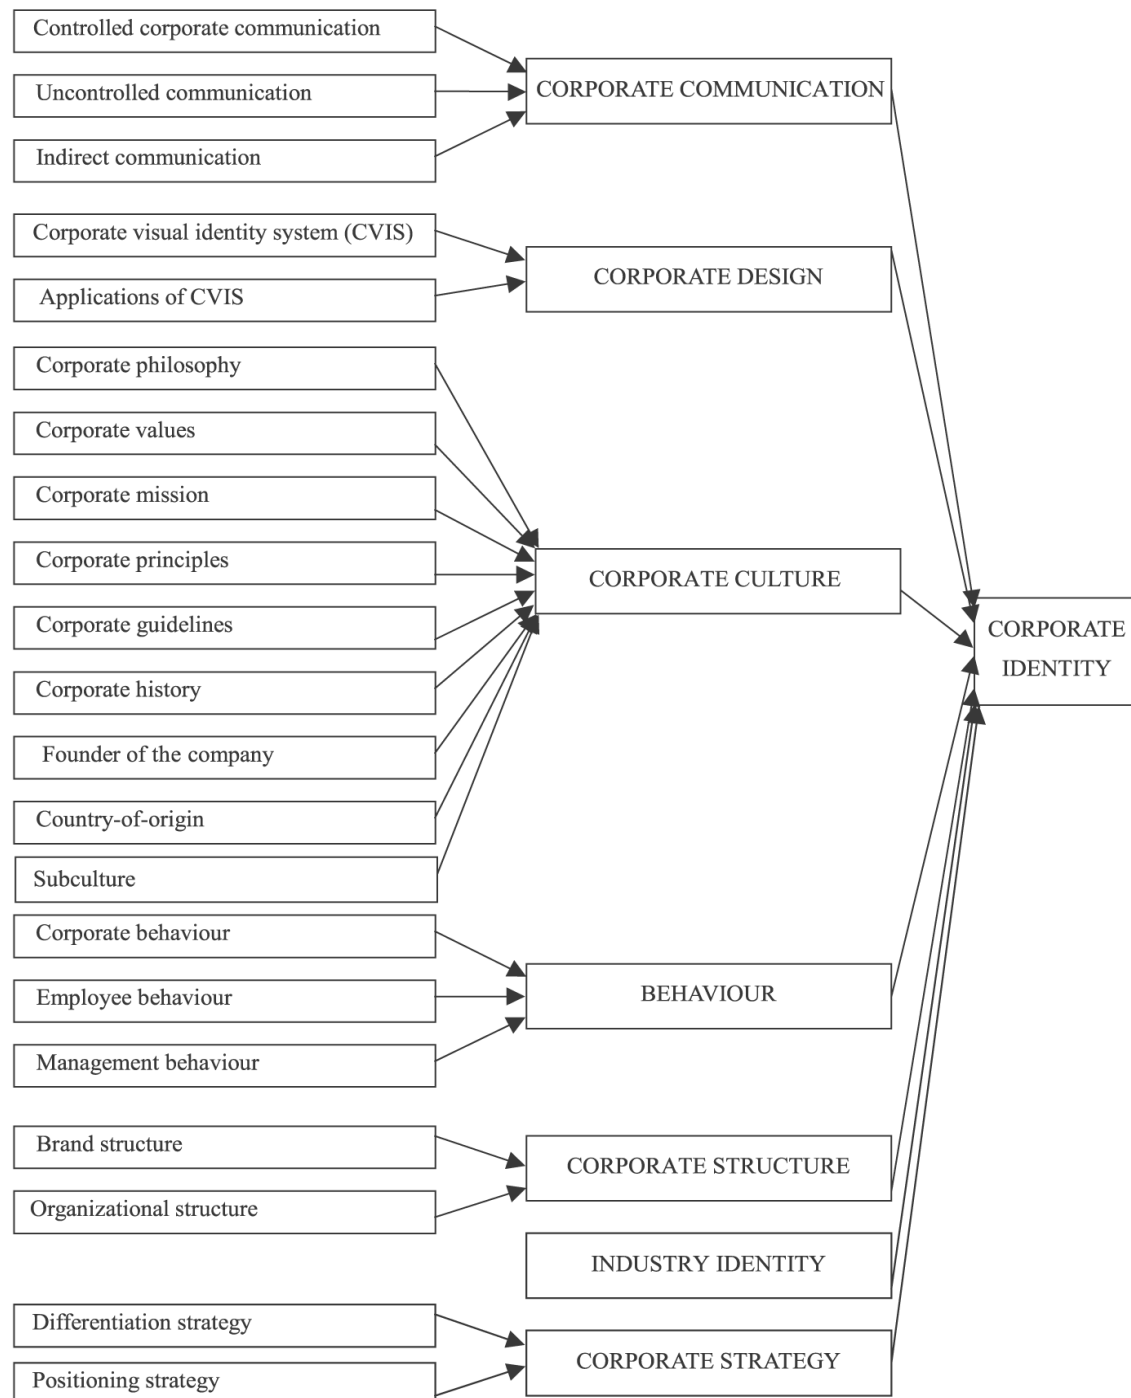 Controlled corporate communication
Uncontrolled communication
Indirect communication
CORPORATE COMMUNICATION
Corporate visual identity system (CVIS)
Applications of CVIS
CORPORATE DESIGN
Corporate philosophy
Corporate values
Corporate mission
Corporate principles
Corporate guidelines
Corporate history
Founder of the company
Country-of-origin
Subculture
CORPORATE CULTURE
Corporate behaviour
Employee behaviour
Management behaviour
BEHAVIOUR
Brand structure
Organizational structure
CORPORATE STRUCTURE
INDUSTRY IDENTITY
Differentiation strategy
Positioning strategy
CORPORATE STRATEGY
CORPORATE
IDENTITY